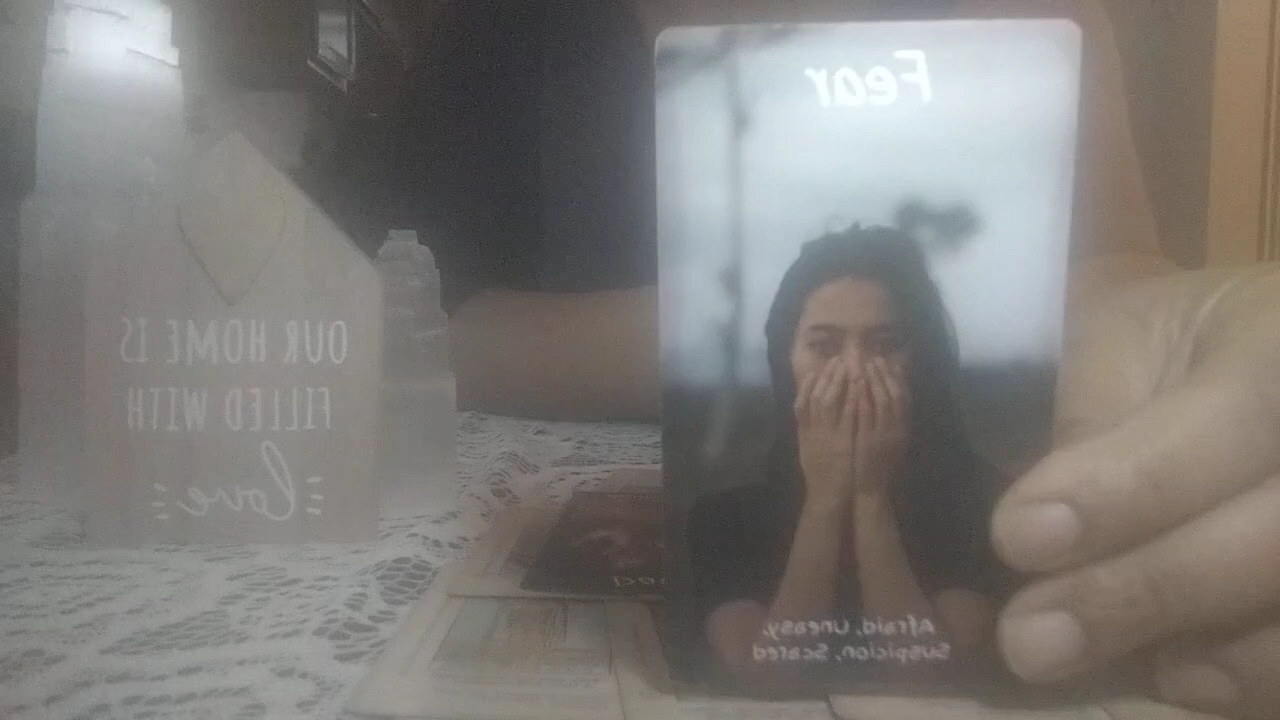 OUR HOME IS
FILLED WITH
love
Fear
Afraid, Uneasy,
Suspicion, Scared